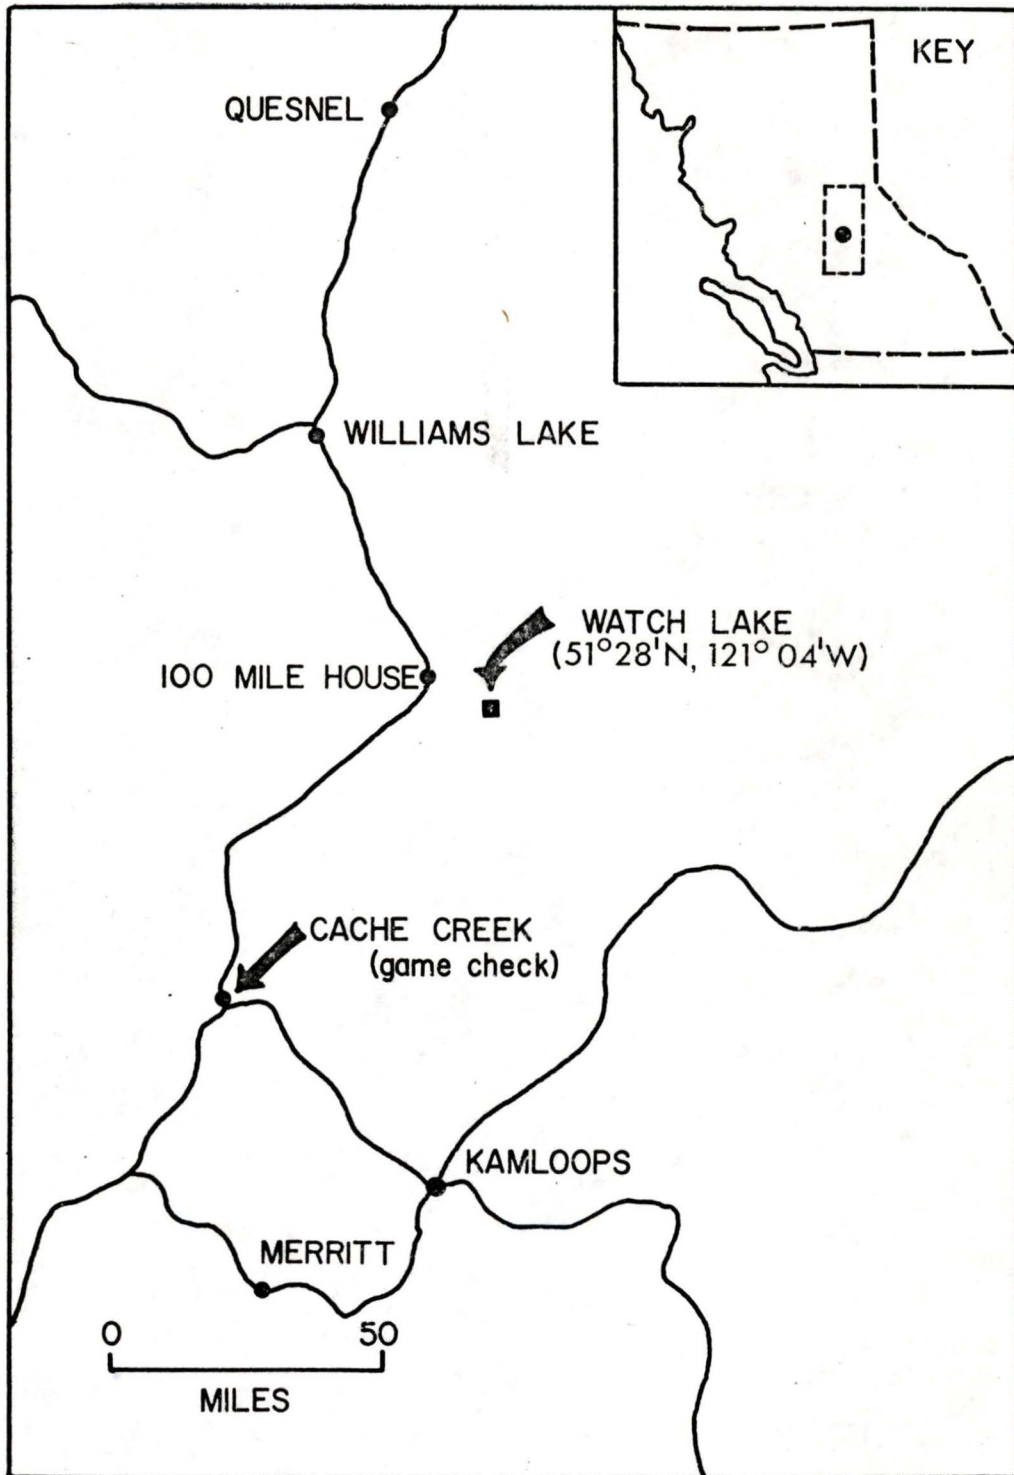 KEY
QUESNEL
WILLIAMS LAKE
WATCH LAKE
(51°28'N, 121°04'W)
100 MILE HOUSE
CACHE CREEK
(game check)
KAMLOOPS
MERRITT
0 50
MILES